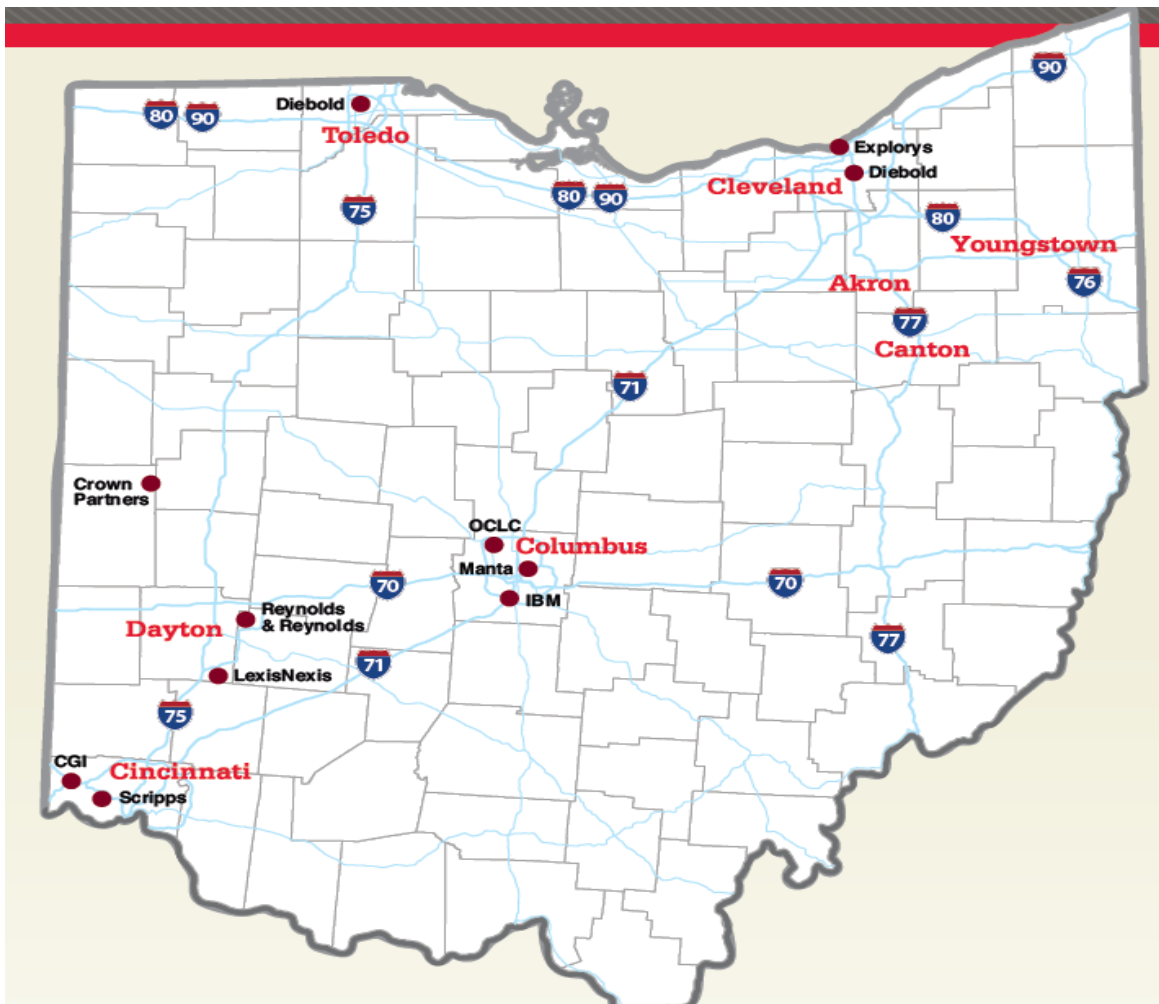 90
Diebold
80
90
Toledo
Explorys
Diebold
Cleveland
80
90
75
80
Youngstown
76
Akron
77
Canton
71
Crown
Partners
OCLC
Columbus
Manta
70
70
IBM
Reynolds
& Reynolds
Dayton
77
71
LexisNexis
75
CGI
Cincinnati
Scripps